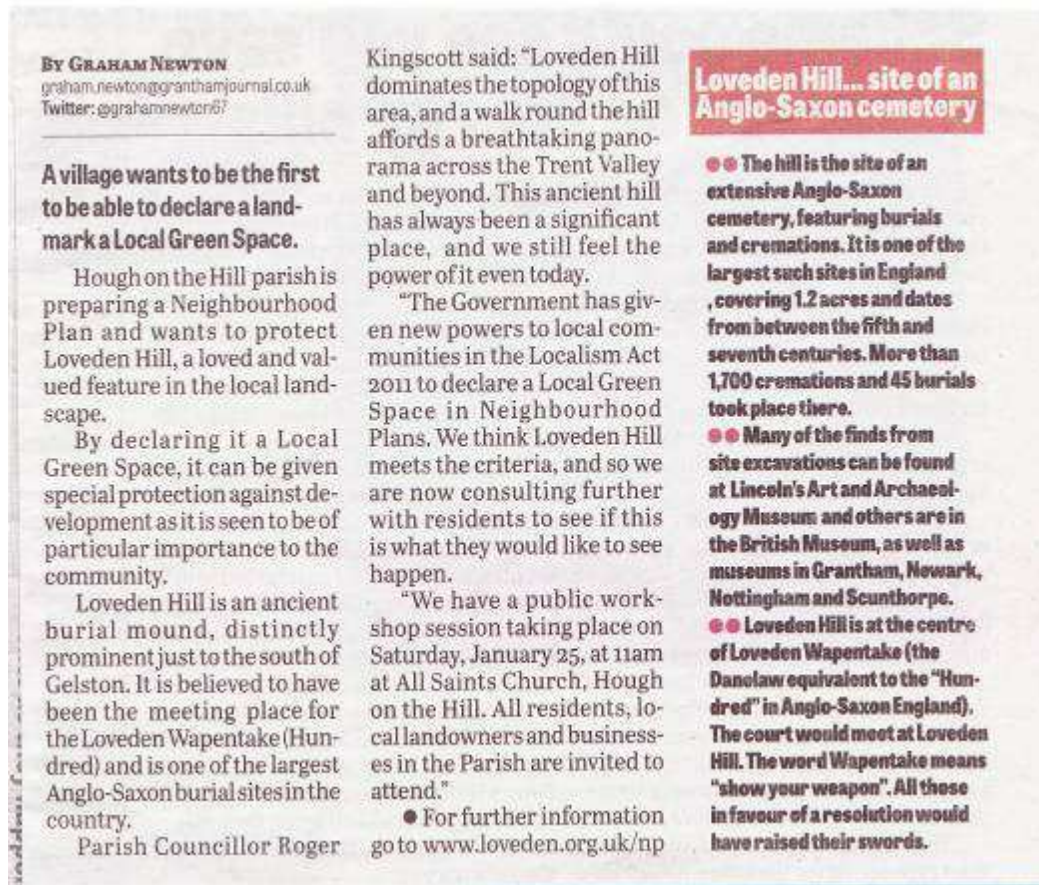 BY GRAHAM NEWTON
graham.newton@granthamjournal.co.uk
Twitter: @grahamnewton67
A village wants to be the first
to be able to declare a land-
mark a Local Green Space.
Hough on the Hill parish is
preparing a Neighbourhood
Plan and wants to protect
Loveden Hill, a loved and val-
ued feature in the local land-
scape.
By declaring it a Local
Green Space, it can be given
special protection against de-
velopment as it is seen to be of
particular importance to the
community.
Loveden Hill is an ancient
burial mound, distinctly
prominent just to the south of
Gelston. It is believed to have
been the meeting place for
the Loveden Wapentake (Hun-
dred) and is one of the largest
Anglo-Saxon burial sites in the
country.
Parish Councillor Roger
Kingscott said: “Loveden Hill
dominates the topology of this
area, and a walk round the hill
affords a breathtaking pano-
rama across the Trent Valley
and beyond. This ancient hill
has always been a significant
place, and we still feel the
power of it even today.
“The Government has giv-
en new powers to local com-
munities in the Localism Act
2011 to declare a Local Green
Space in Neighbourhood
Plans. We think Loveden Hill
meets the criteria, and so we
are now consulting further
with residents to see if this
is what they would like to see
happen.
“We have a public work-
shop session taking place on
Saturday, January 25, at 11am
at All Saints Church, Hough
on the Hill. All residents, lo-
cal landowners and business-
es in the Parish are invited to
attend.”
● For further information
go to www.loveden.org.uk/np
Loveden Hill... site of an
Anglo-Saxon cemetery
●● The hill is the site of an
extensive Anglo-Saxon
cemetery, featuring burials
and cremations. It is one of the
largest such sites in England
, covering 1.2 acres and dates
from between the fifth and
seventh centuries. More than
1,700 cremations and 45 burials
took place there.
●● Many of the finds from
site excavations can be found
at Lincoln's Art and Archaeol-
ogy Museum and others are in
the British Museum, as well as
museums in Grantham, Newark,
Nottingham and Scunthorpe.
●● Loveden Hill is at the centre
of Loveden Wapentake (the
Danelaw equivalent to the “Hun-
dred” in Anglo-Saxon England).
The court would meet at Loveden
Hill. The word Wapentake means
“show your weapon”. All those
in favour of a resolution would
have raised their swords.